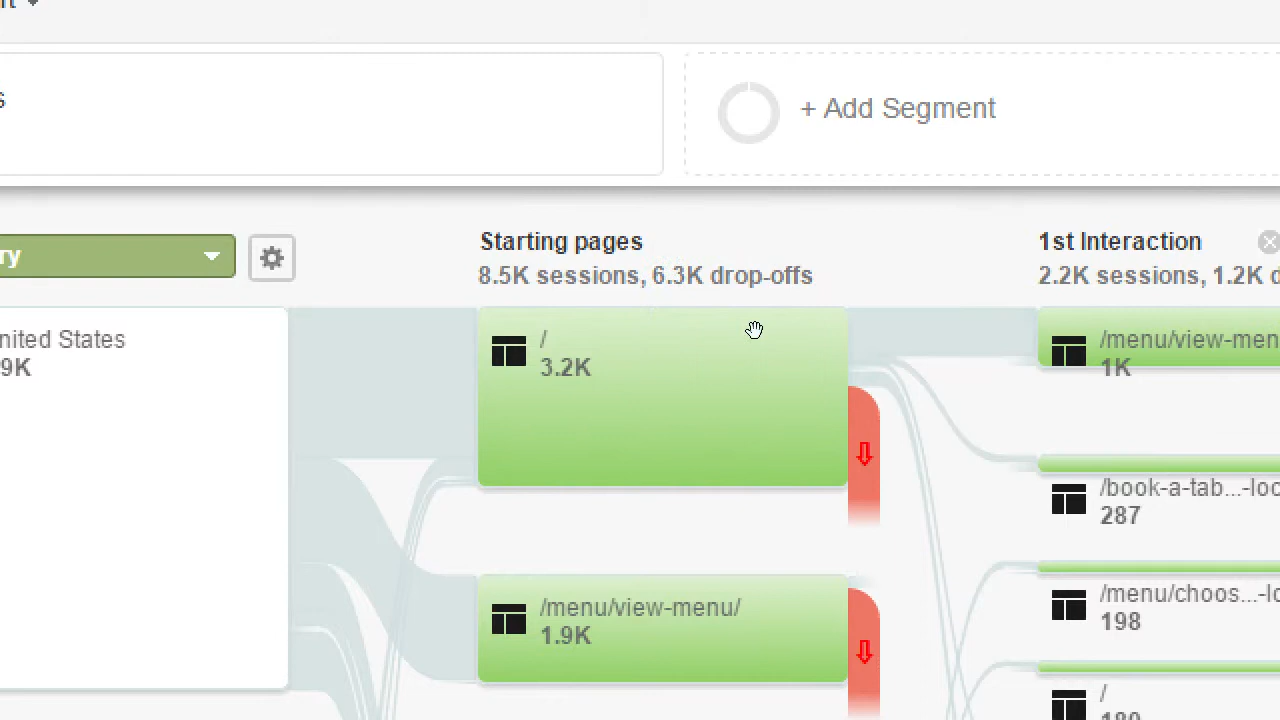 + Add Segment
ry
Starting pages
8.5K sessions, 6.3K drop-offs
1st Interaction
2.2K sessions, 1.2K d
nited States
9K
/
3.2K
/menu/view-men
1K
/book-a-tab...-loc
287
/menu/view-menu/
1.9K
/menu/choos...-lo
198
/